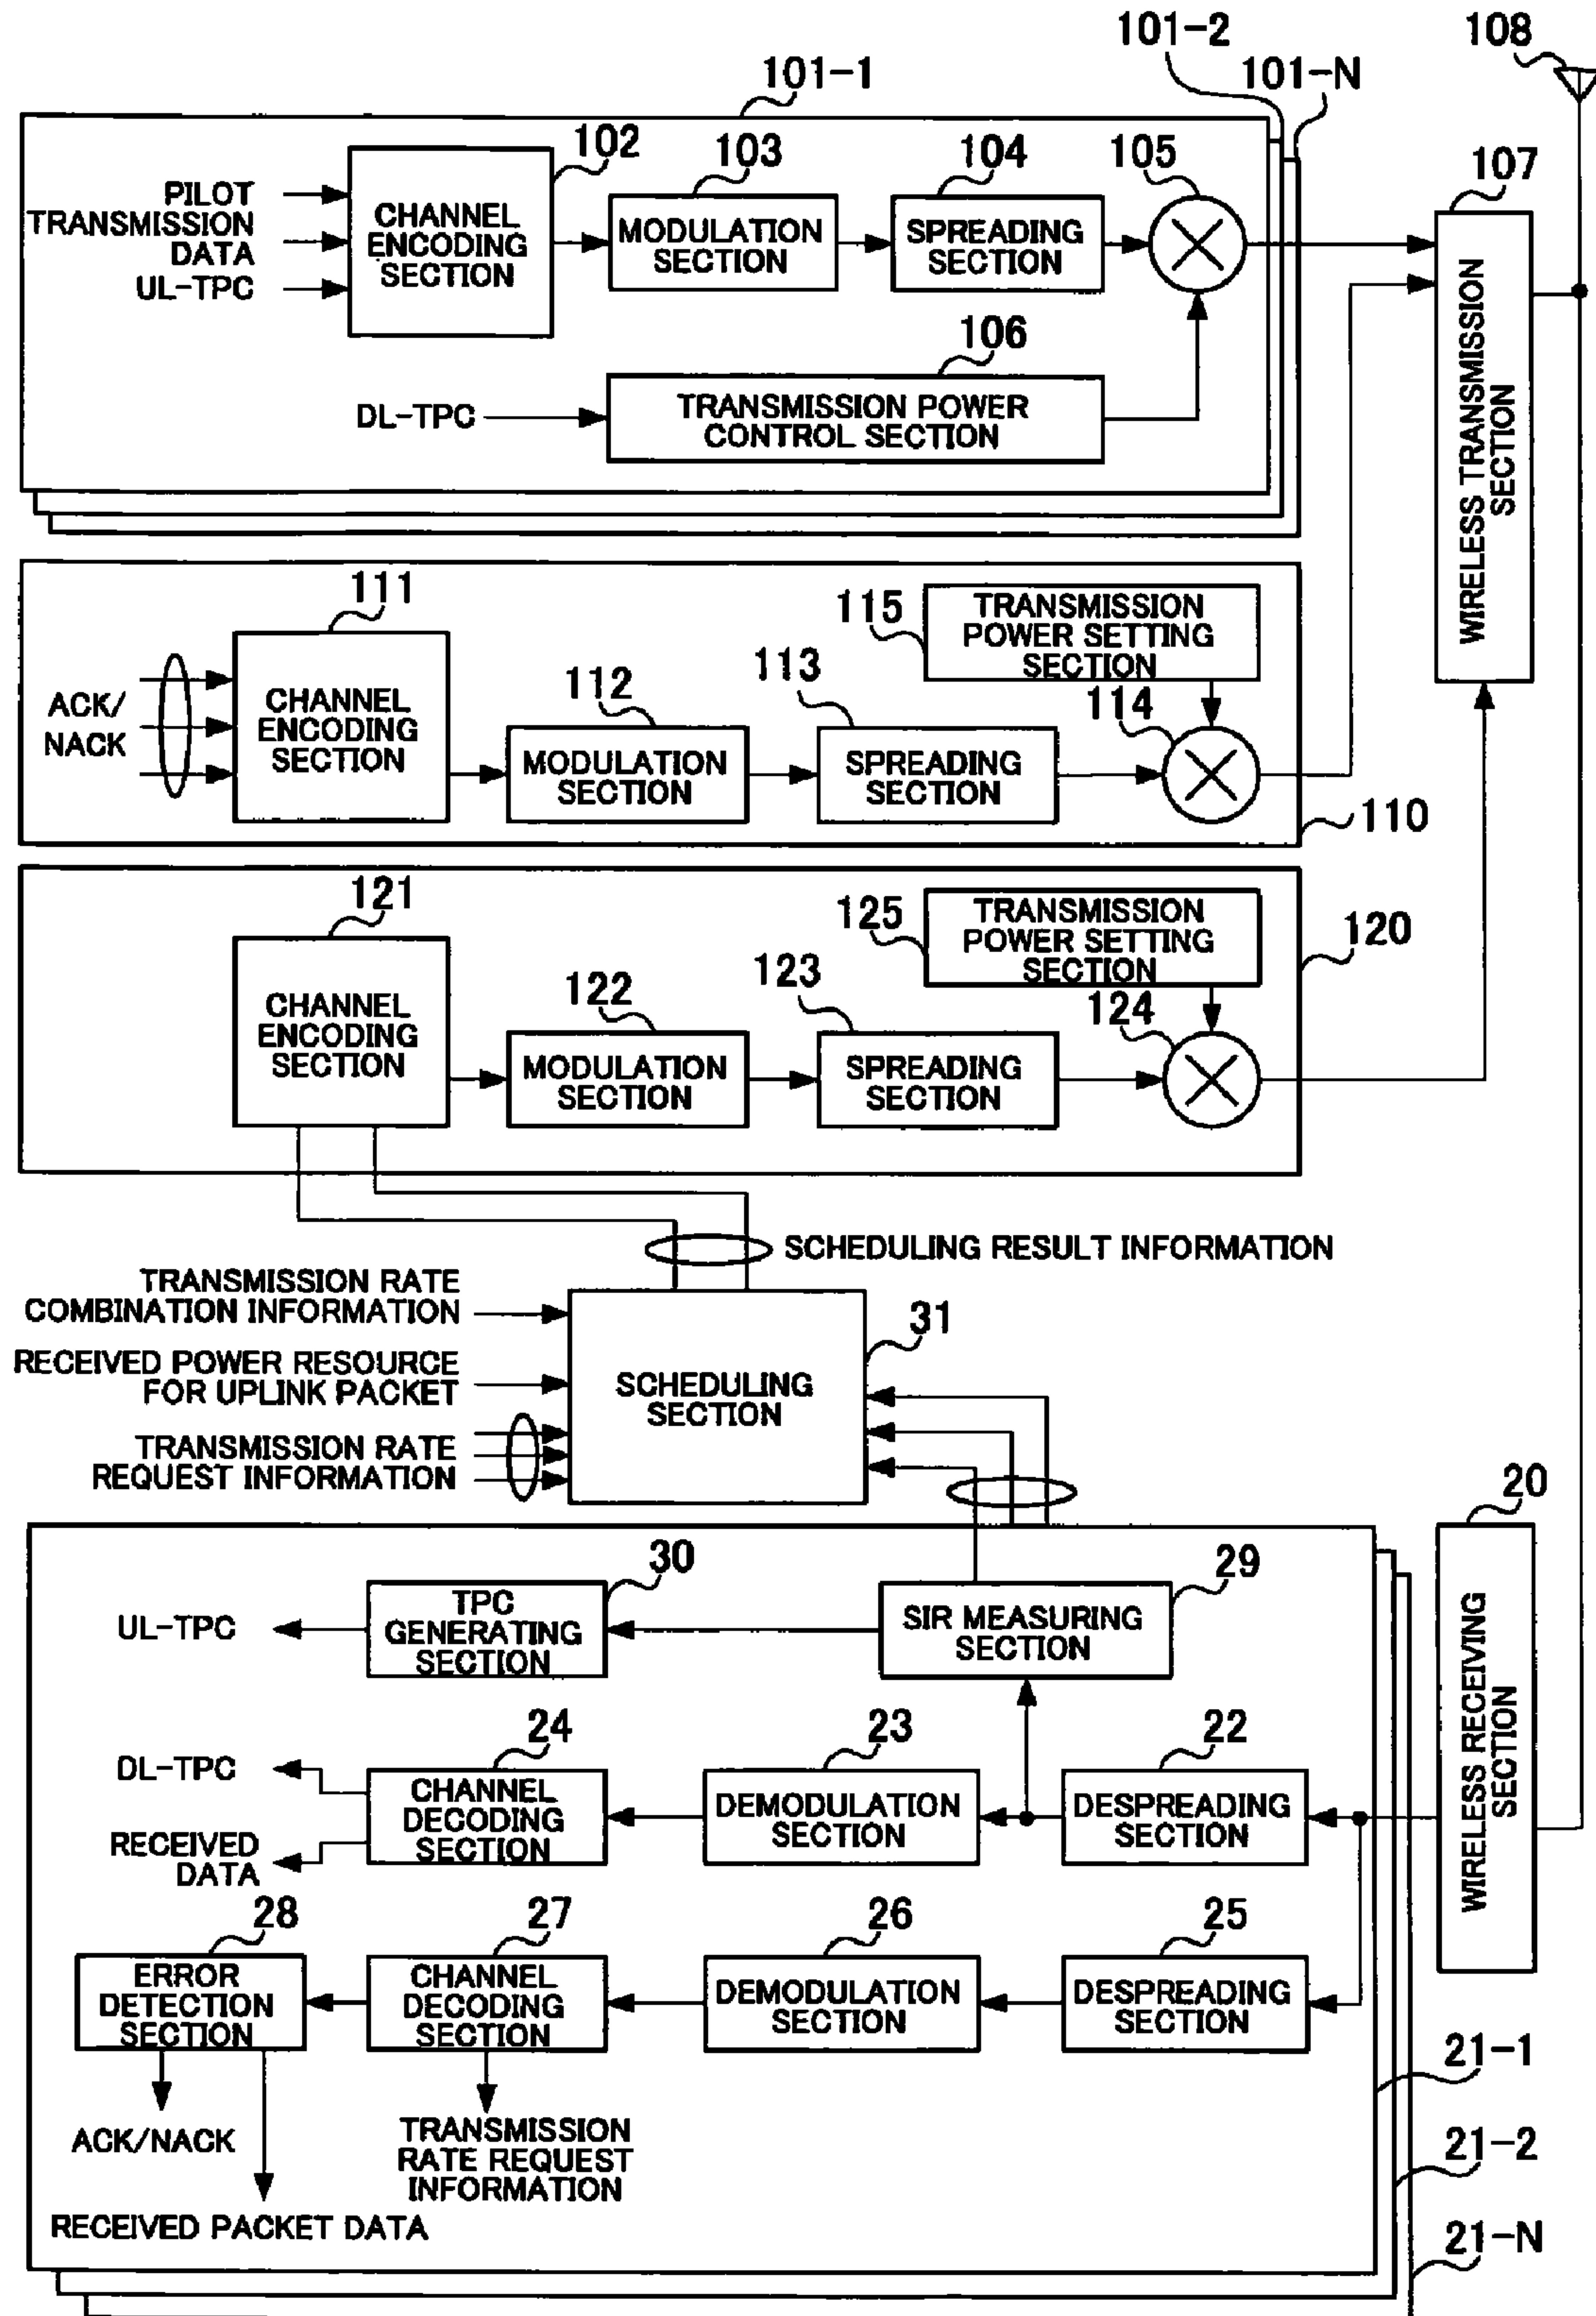 101-2
108
101-1
101-N
102
103
104
105
107
PILOT
TRANSMISSION
DATA
UL-TPC
CHANNEL
ENCODING
SECTION
MODULATION
SECTION
SPREADING
SECTION
106
DL-TPC
TRANSMISSION POWER
CONTROL SECTION
WIRELESS TRANSMISSION
SECTION
111
115
TRANSMISSION
POWER SETTING
SECTION
ACK/
NACK
CHANNEL
ENCODING
SECTION
112
113
114
MODULATION
SECTION
SPREADING
SECTION
110
121
125
TRANSMISSION
POWER SETTING
SECTION
120
CHANNEL
ENCODING
SECTION
122
123
124
MODULATION
SECTION
SPREADING
SECTION
SCHEDULING RESULT INFORMATION
TRANSMISSION RATE
COMBINATION INFORMATION
31
RECEIVED POWER RESOURCE
FOR UPLINK PACKET
SCHEDULING
SECTION
TRANSMISSION RATE
REQUEST INFORMATION
20
30
29
UL-TPC
TPC
GENERATING
SECTION
SIR MEASURING
SECTION
WIRELESS RECEIVING
SECTION
24
23
22
DL-TPC
RECEIVED
DATA
CHANNEL
DECODING
SECTION
DEMODULATION
SECTION
DESPREADING
SECTION
28
27
26
25
ERROR
DETECTION
SECTION
CHANNEL
DECODING
SECTION
DEMODULATION
SECTION
DESPREADING
SECTION
21-1
ACK/NACK
TRANSMISSION
RATE REQUEST
INFORMATION
21-2
RECEIVED PACKET DATA
21-N